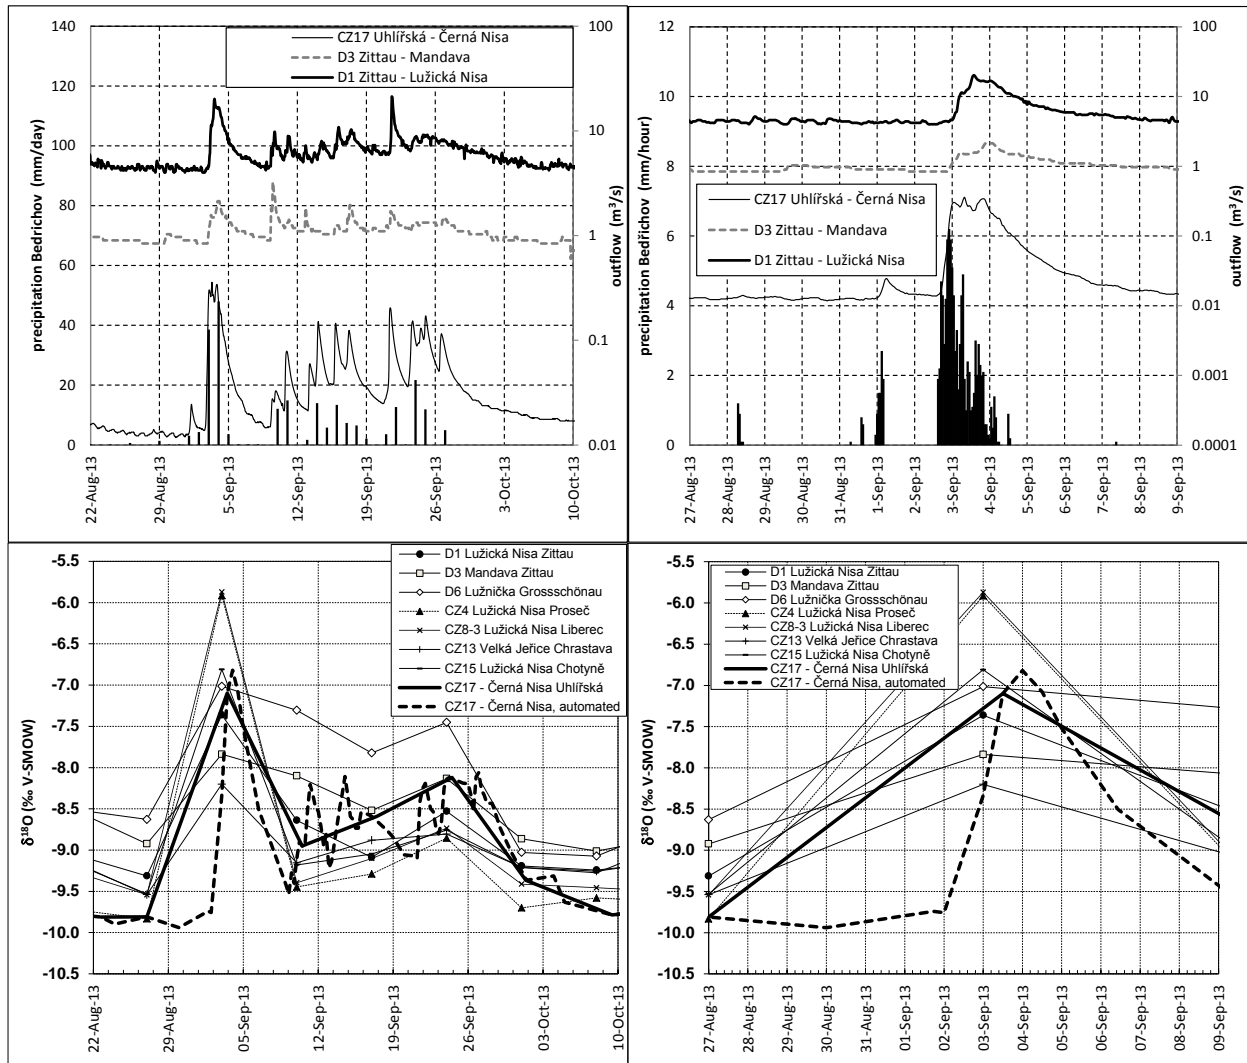 140
120
100
80
60
40
20
0
precipitation Bedrichov (mm/day)
CZ17 Uhlířská - Černá Nisa
D3 Zittau - Mandava
D1 Zittau - Lužická Nisa
100
10
1
0.1
0.01
outflow (m³/s)
22-Aug-13
29-Aug-13
5-Sep-13
12-Sep-13
19-Sep-13
26-Sep-13
3-Oct-13
10-Oct-13
12
10
8
6
4
2
0
precipitation Bedřichov (mm/hour)
CZ17 Uhlířská - Černá Nisa
D3 Zittau - Mandava
D1 Zittau - Lužická Nisa
100
10
1
0.1
0.01
0.001
0.0001
outflow (m³/s)
27-Aug-13
28-Aug-13
29-Aug-13
30-Aug-13
31-Aug-13
1-Sep-13
2-Sep-13
3-Sep-13
4-Sep-13
5-Sep-13
6-Sep-13
7-Sep-13
8-Sep-13
9-Sep-13
-5.5
-6.0
-6.5
-7.0
-7.5
-8.0
-8.5
-9.0
-9.5
-10.0
-10.5
δ¹⁸O (‰ V-SMOW)
D1 Lužická Nisa Zittau
D3 Mandava Zittau
D6 Lužnička Grossschönau
CZ4 Lužická Nisa Proseč
CZ8-3 Lužická Nisa Liberec
CZ13 Velká Jeřice Chrastava
CZ15 Lužická Nisa Chotyně
CZ17 - Černá Nisa Uhlířská
CZ17 - Černá Nisa, automated
22-Aug-13
29-Aug-13
05-Sep-13
12-Sep-13
19-Sep-13
26-Sep-13
03-Oct-13
10-Oct-13
-5.5
-6.0
-6.5
-7.0
-7.5
-8.0
-8.5
-9.0
-9.5
-10.0
-10.5
δ¹⁸O (‰ V-SMOW)
D1 Lužická Nisa Zittau
D3 Mandava Zittau
D6 Lužnička Grossschönau
CZ4 Lužická Nisa Proseč
CZ8-3 Lužická Nisa Liberec
CZ13 Velká Jeřice Chrastava
CZ15 Lužická Nisa Chotyně
CZ17 - Černá Nisa Uhlířská
CZ17 - Černá Nisa, automated
27-Aug-13
28-Aug-13
29-Aug-13
30-Aug-13
31-Aug-13
01-Sep-13
02-Sep-13
03-Sep-13
04-Sep-13
05-Sep-13
06-Sep-13
07-Sep-13
08-Sep-13
09-Sep-13